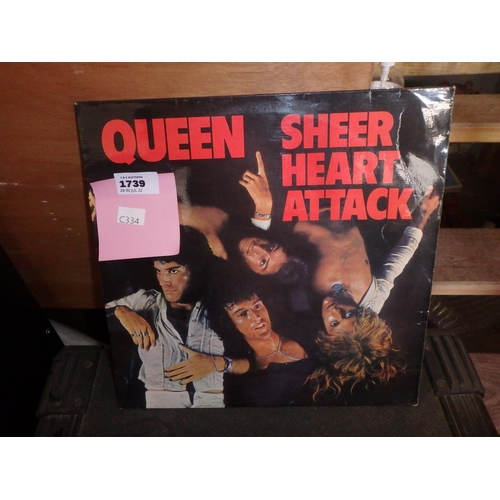 QUEEN
SHEER
HEART
ATTACK
1739
C334